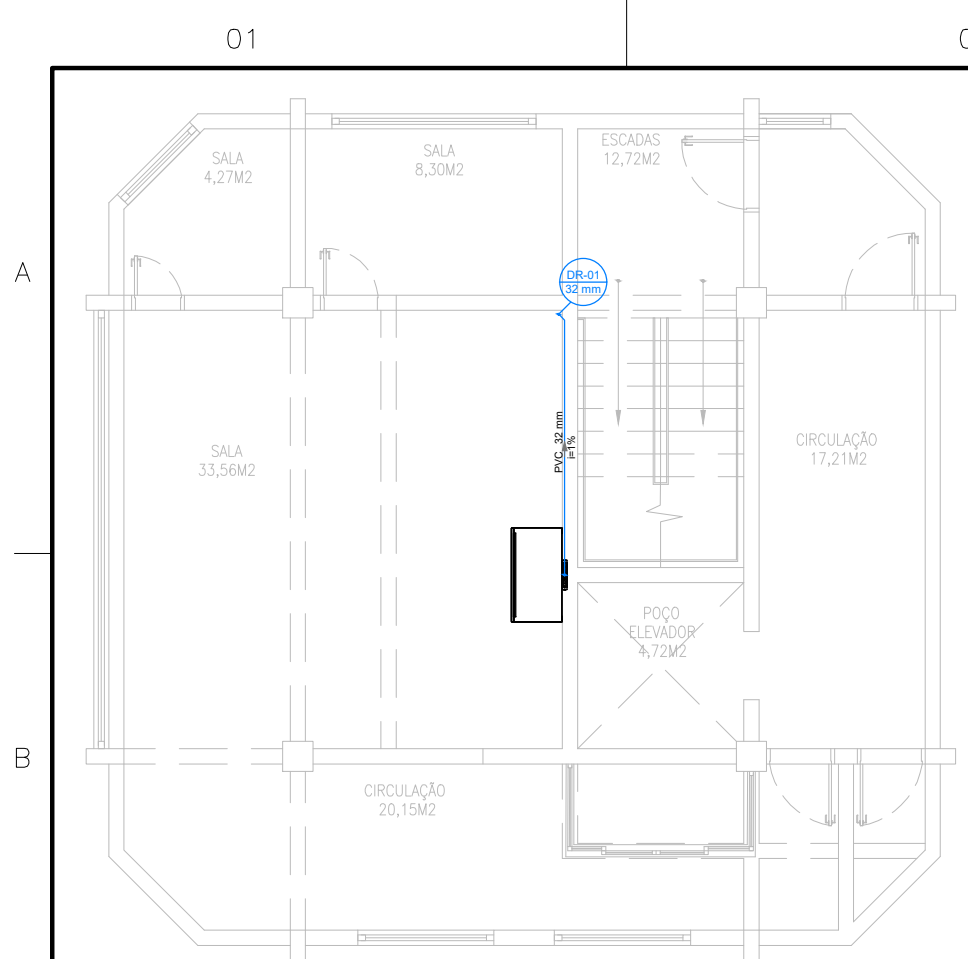 01
A
B
SALA
4,27M2
SALA
8,30M2
ESCADAS
12,72M2
DR-01
32 mm
PVC 32 mm
i=1%
SALA
33,56M2
CIRCULAÇÃO
17,21M2
POÇO
ELEVADOR
4,72M2
CIRCULAÇÃO
20,15M2